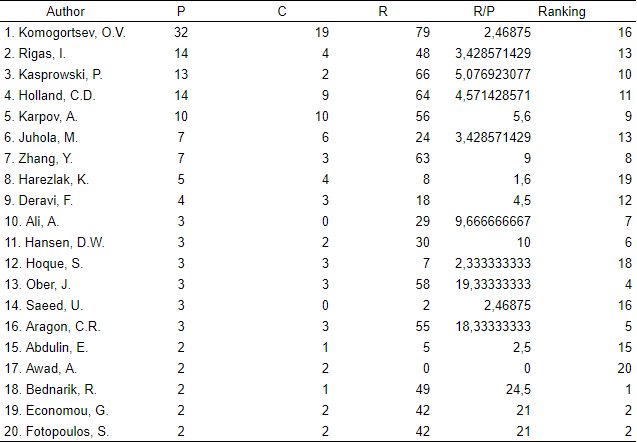 Author P C R R/P Ranking
1. Komogortsev, O.V. 32 19 79 2,46875 16
2. Rigas, I. 14 4 48 3,428571429 13
3. Kasprowski, P. 13 2 66 5,076923077 10
4. Holland, C.D. 14 9 64 4,571428571 11
5. Karpov, A. 10 10 56 5,6 9
6. Juhola, M. 7 6 24 3,428571429 13
7. Zhang, Y. 7 3 63 9 8
8. Harezlak, K. 5 4 8 1,6 19
9. Deravi, F. 4 3 18 4,5 12
10. Ali, A. 3 0 29 9,666666667 7
11. Hansen, D.W. 3 2 30 10 6
12. Hoque, S. 3 3 7 2,333333333 18
13. Ober, J. 3 3 58 19,33333333 4
14. Saeed, U. 3 0 2 2,46875 16
16. Aragon, C.R. 3 3 55 18,33333333 5
15. Abdulin, E. 2 1 5 2,5 15
17. Awad, A. 2 2 0 0 20
18. Bednarik, R. 2 1 49 24,5 1
19. Economou, G. 2 2 42 21 2
20. Fotopoulos, S. 2 2 42 21 2